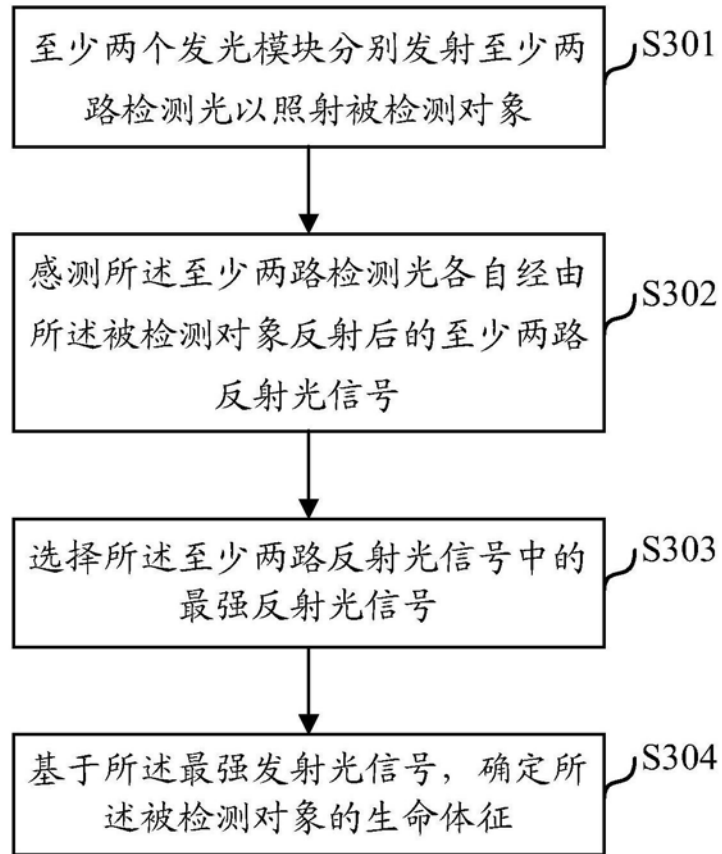 至少两个发光模块分别发射至少两
路检测光以照射被检测对象
S301
感测所述至少两路检测光各自经由
所述被检测对象反射后的至少两路
反射光信号
S302
选择所述至少两路反射光信号中的
最强反射光信号
S303
基于所述最强发射光信号，确定所
述被检测对象的生命体征
S304